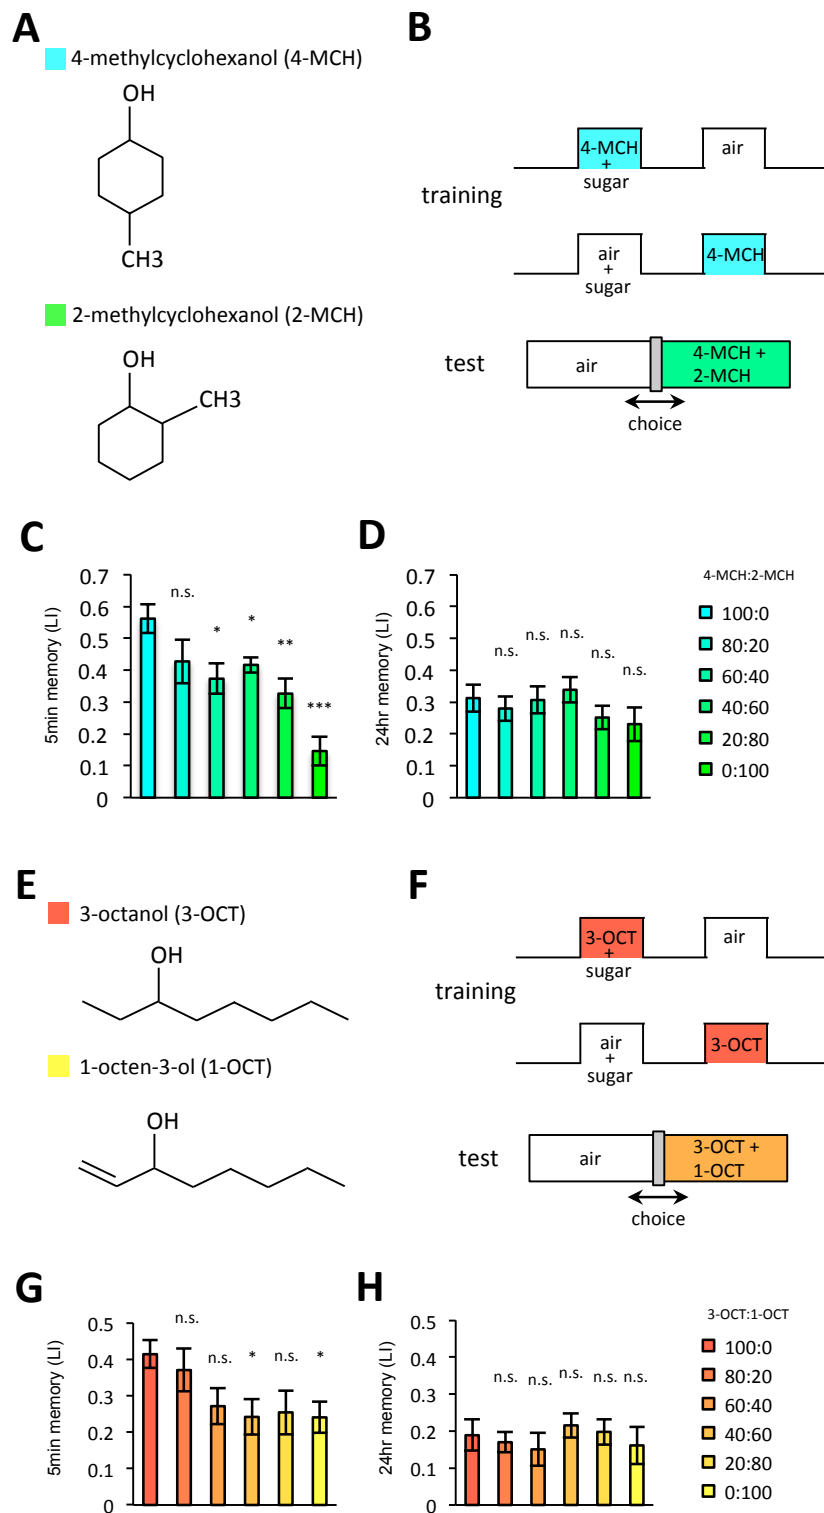 A
4-methylcyclohexanol (4-MCH)
OH
CH3
2-methylcyclohexanol (2-MCH)
OH
CH3
B
training
4-MCH
+
sugar
air
air
+
sugar
4-MCH
test
air
4-MCH +
2-MCH
choice
C
5min memory (LI)
0.7
0.6
0.5
0.4
0.3
0.2
0.1
0
n.s.
*
*
**
***
D
24hr memory (LI)
0.7
0.6
0.5
0.4
0.3
0.2
0.1
0
n.s.
n.s.
n.s.
n.s.
n.s.
4-MCH:2-MCH
100:0
80:20
60:40
40:60
20:80
0:100
E
3-octanol (3-OCT)
OH
1-octen-3-ol (1-OCT)
OH
F
training
3-OCT
+
sugar
air
air
+
sugar
3-OCT
test
air
3-OCT +
1-OCT
choice
G
5min memory (LI)
0.5
0.4
0.3
0.2
0.1
0
n.s.
n.s.
*
n.s.
*
H
24hr memory (LI)
0.5
0.4
0.3
0.2
0.1
0
n.s.
n.s.
n.s.
n.s.
n.s.
3-OCT:1-OCT
100:0
80:20
60:40
40:60
20:80
0:100